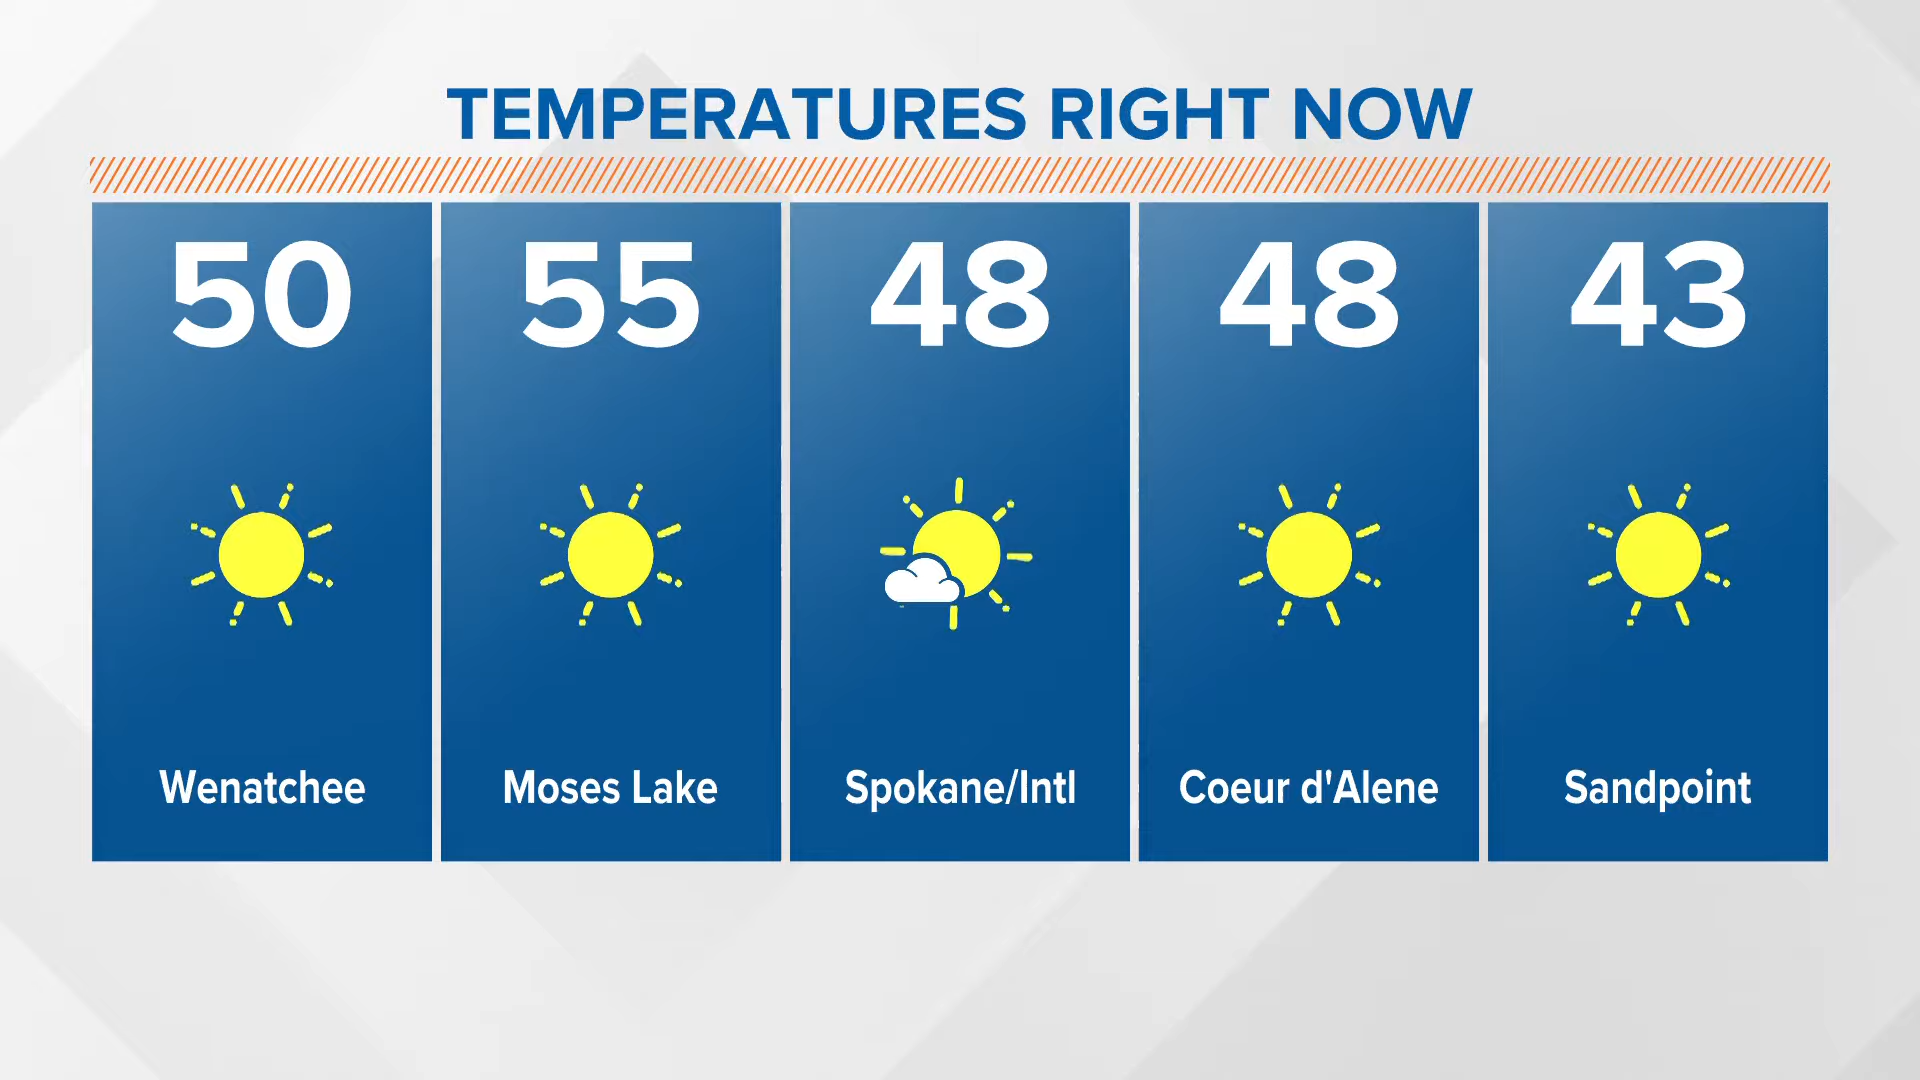 TEMPERATURES RIGHT NOW
50
55
48
48
43
Wenatchee
Moses Lake
Spokane/Intl
Coeur d'Alene
Sandpoint